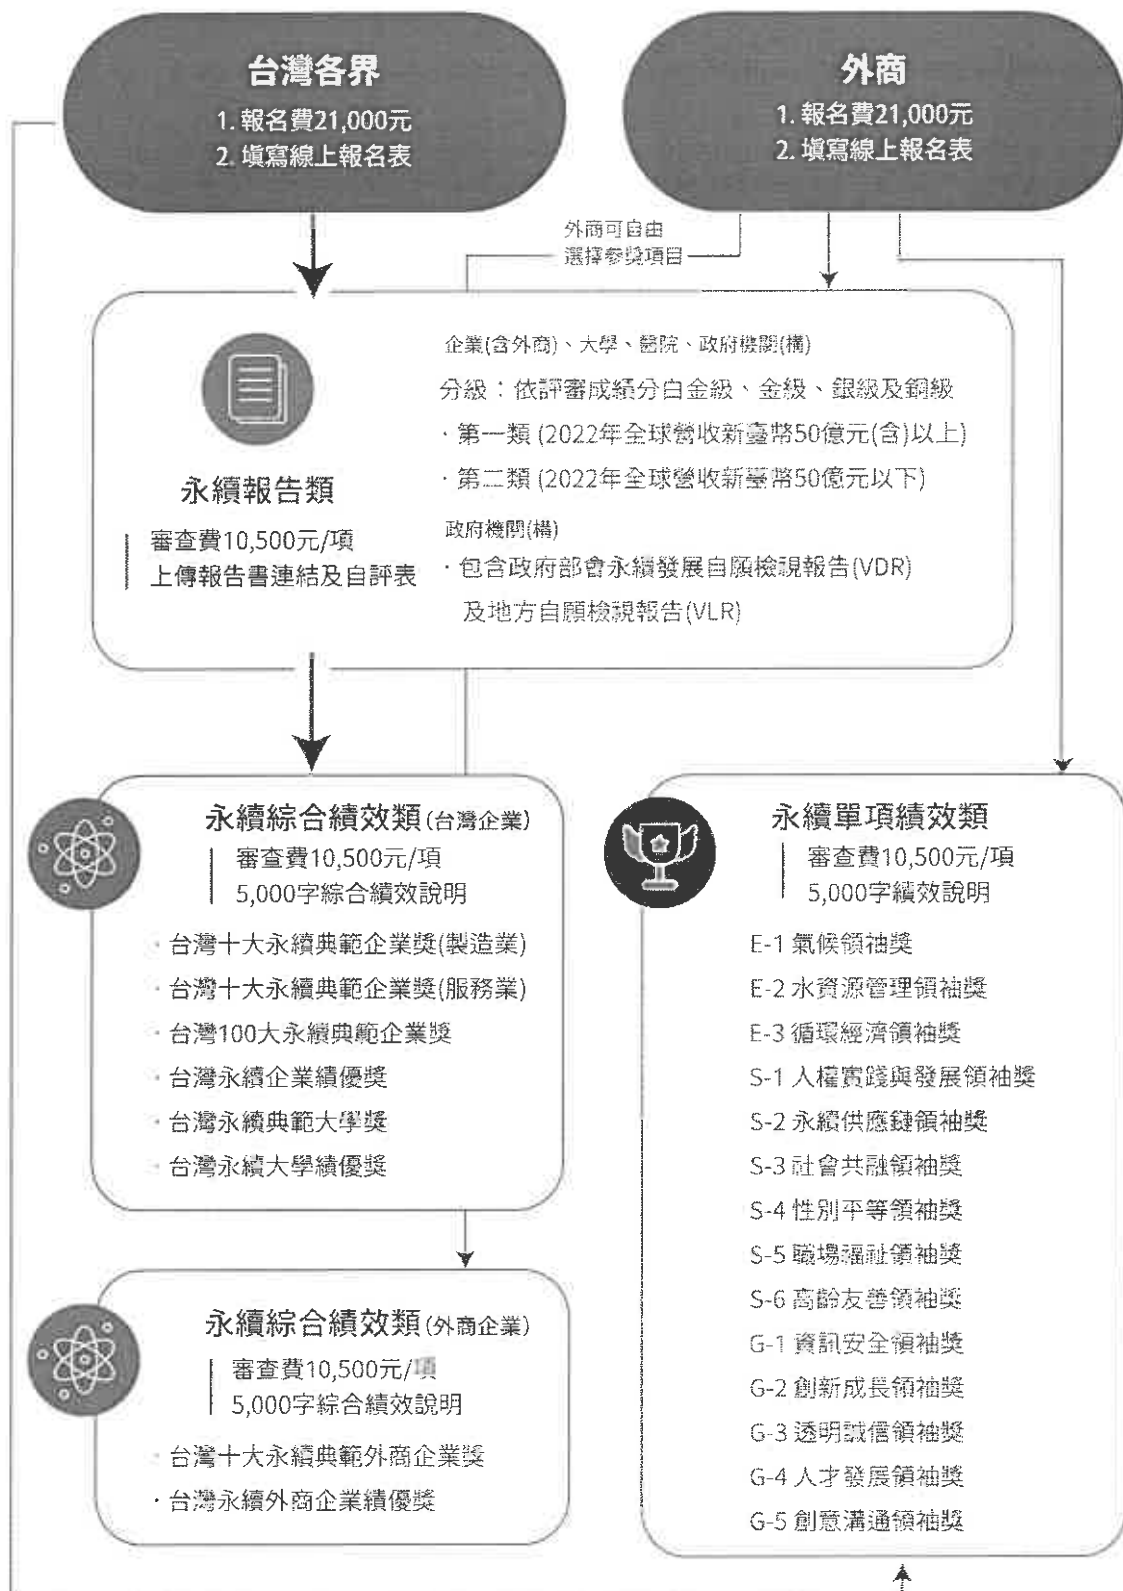 台灣各界
1. 報名費21,000元
2. 填寫線上報名表
外商
1. 報名費21,000元
2. 填寫線上報名表
外商可自由
選擇參獎項目
永續報告類
審查費10,500元/項
上傳報告書連結及自評表
企業(含外商)、大學、醫院、政府機關(構)
分級：依評審成績分白金級、金級、銀級及銅級
· 第一類 (2022年全球營收新臺幣50億元(含)以上)
· 第二類 (2022年全球營收新臺幣50億元以下)
政府機關(構)
· 包含政府部會永續發展自願檢視報告(VDR)
及地方自願檢視報告(VLR)
永續綜合績效類(台灣企業)
審查費10,500元/項
5,000字綜合績效說明
· 台灣十大永續典範企業獎(製造業)
· 台灣十大永續典範企業獎(服務業)
· 台灣100大永續典範企業獎
· 台灣永續企業績優獎
· 台灣永續典範大學獎
· 台灣永續大學績優獎
永續綜合績效類(外商企業)
審查費10,500元/項
5,000字綜合績效說明
· 台灣十大永續典範外商企業獎
· 台灣永續外商企業績優獎
永續單項績效類
審查費10,500元/項
5,000字績效說明
E-1 氣候領袖獎
E-2 水資源管理領袖獎
E-3 循環經濟領袖獎
S-1 人權實踐與發展領袖獎
S-2 永續供應鏈領袖獎
S-3 社會共融領袖獎
S-4 性別平等領袖獎
S-5 職場福祉領袖獎
S-6 高齡友善領袖獎
G-1 資訊安全領袖獎
G-2 創新成長領袖獎
G-3 透明誠信領袖獎
G-4 人才發展領袖獎
G-5 創意溝通領袖獎